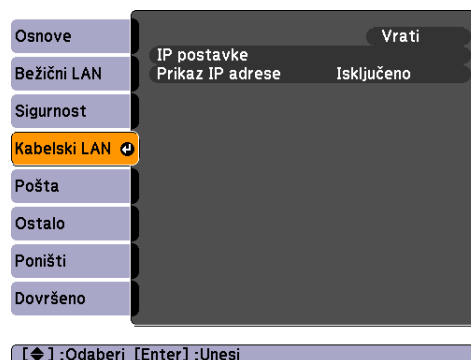 Osnove
Bežični LAN
Sigurnost
Kabelski LAN
Pošta
Ostalo
Poništi
Dovršeno
Vrati
IP postavke
Prikaz IP adrese Isključeno
[ ] :Odaberi [Enter] :Unesi